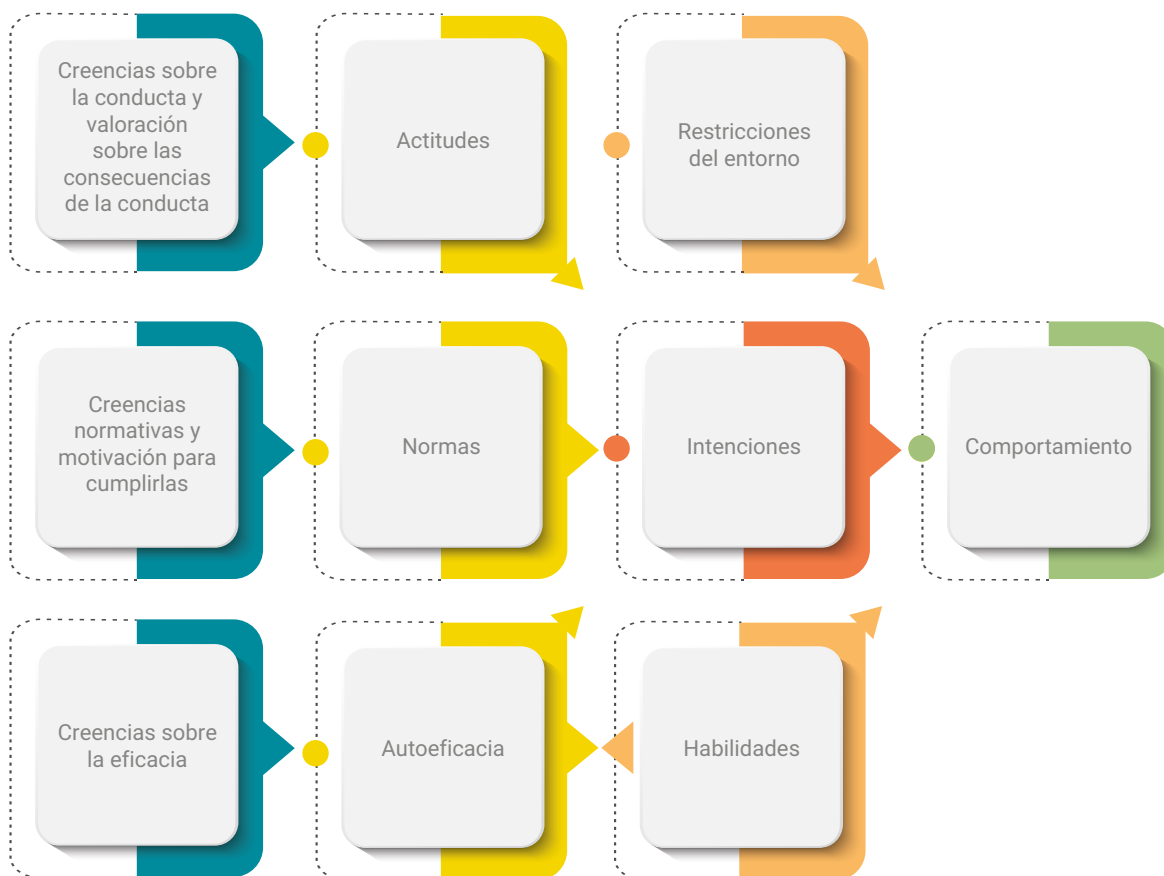 Creencias sobre
la conducta y
valoración
sobre las
consecuencias
de la conducta
Actitudes
Restricciones
del entorno
Creencias
normativas y
motivación para
cumplirlas
Normas
Intenciones
Comportamiento
Creencias sobre
la eficacia
Autoeficacia
Habilidades